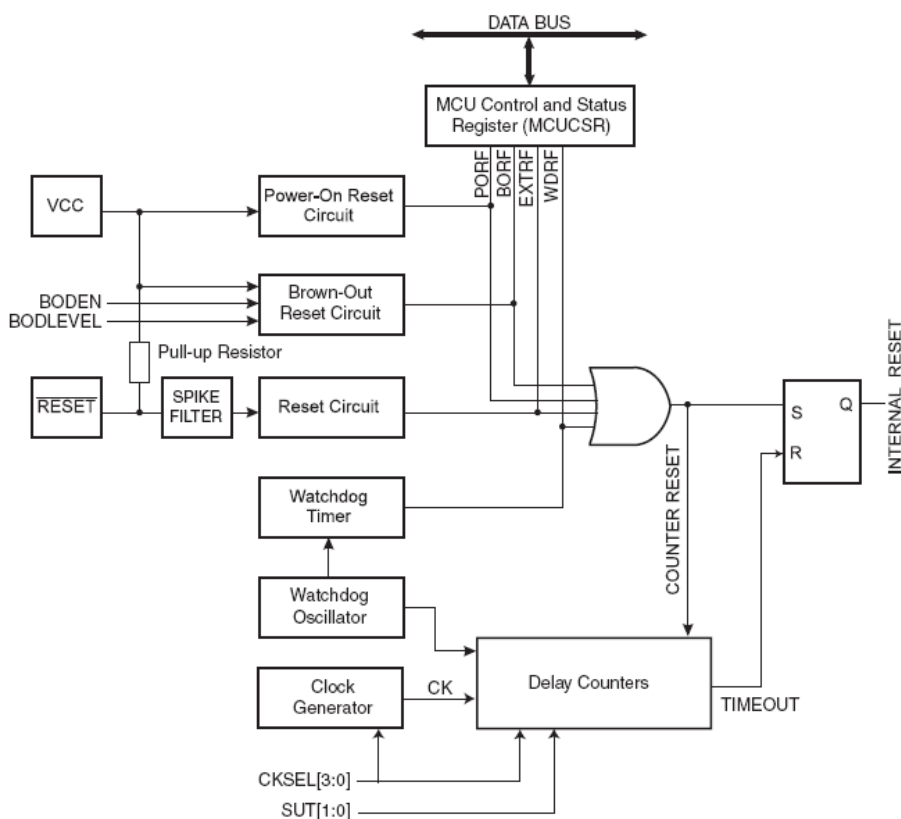 DATA BUS
MCU Control and Status
Register (MCUCSR)
PORF
BORF
EXTRF
WDRF
VCC
Power-On Reset
Circuit
BODEN
BODLEVEL
Brown-Out
Reset Circuit
Pull-up Resistor
RESET
SPIKE
FILTER
Reset Circuit
S
Q
R
INTERNAL RESET
Watchdog
Timer
COUNTER RESET
Watchdog
Oscillator
Clock
Generator
CK
Delay Counters
TIMEOUT
CKSEL[3:0]
SUT[1:0]